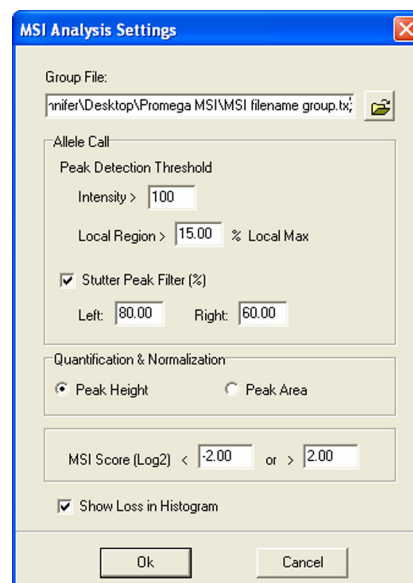 MSI Analysis Settings
Group File:
nnifer\Desktop\Promega MSI\MSI filename group.tx
Allele Call
Peak Detection Threshold
Intensity > 100
Local Region > 15.00 % Local Max
Stutter Peak Filter (%)
Left: 80.00 Right: 60.00
Quantification & Normalization
Peak Height Peak Area
MSI Score (Log2) < -2.00 or > 2.00
Show Loss in Histogram
Ok Cancel